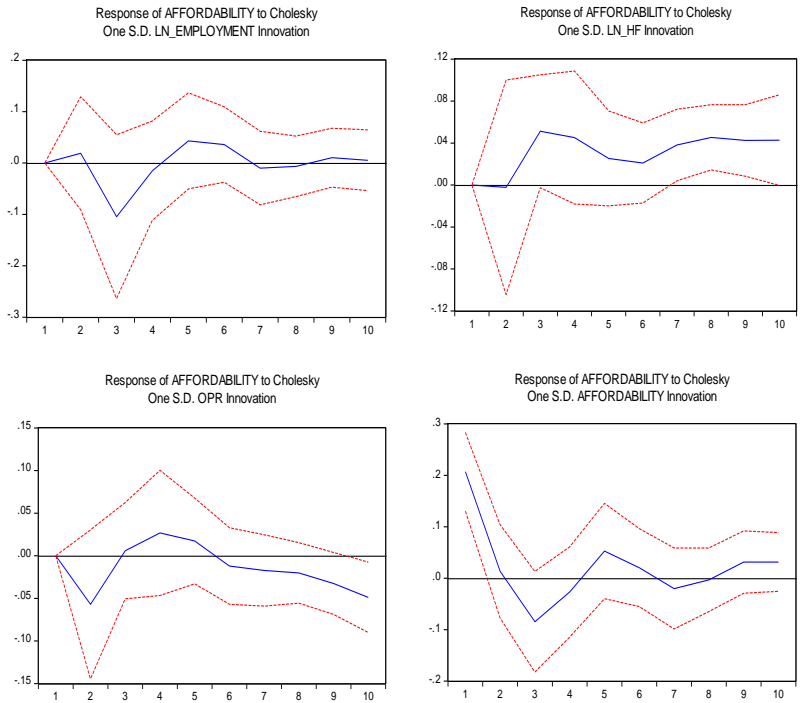 Response of AFFORDABILITY to Cholesky
One S.D. LN_EMPLOYMENT Innovation
.2
.1
.0
-.1
-.2
-.3
1 2 3 4 5 6 7 8 9 10
Response of AFFORDABILITY to Cholesky
One S.D. LN_HF Innovation
.12
.08
.04
.00
-.04
-.08
-.12
1 2 3 4 5 6 7 8 9 10
Response of AFFORDABILITY to Cholesky
One S.D. OPR Innovation
.15
.10
.05
.00
-.05
-.10
-.15
1 2 3 4 5 6 7 8 9 10
Response of AFFORDABILITY to Cholesky
One S.D. AFFORDABILITY Innovation
.3
.2
.1
.0
-.1
-.2
1 2 3 4 5 6 7 8 9 10